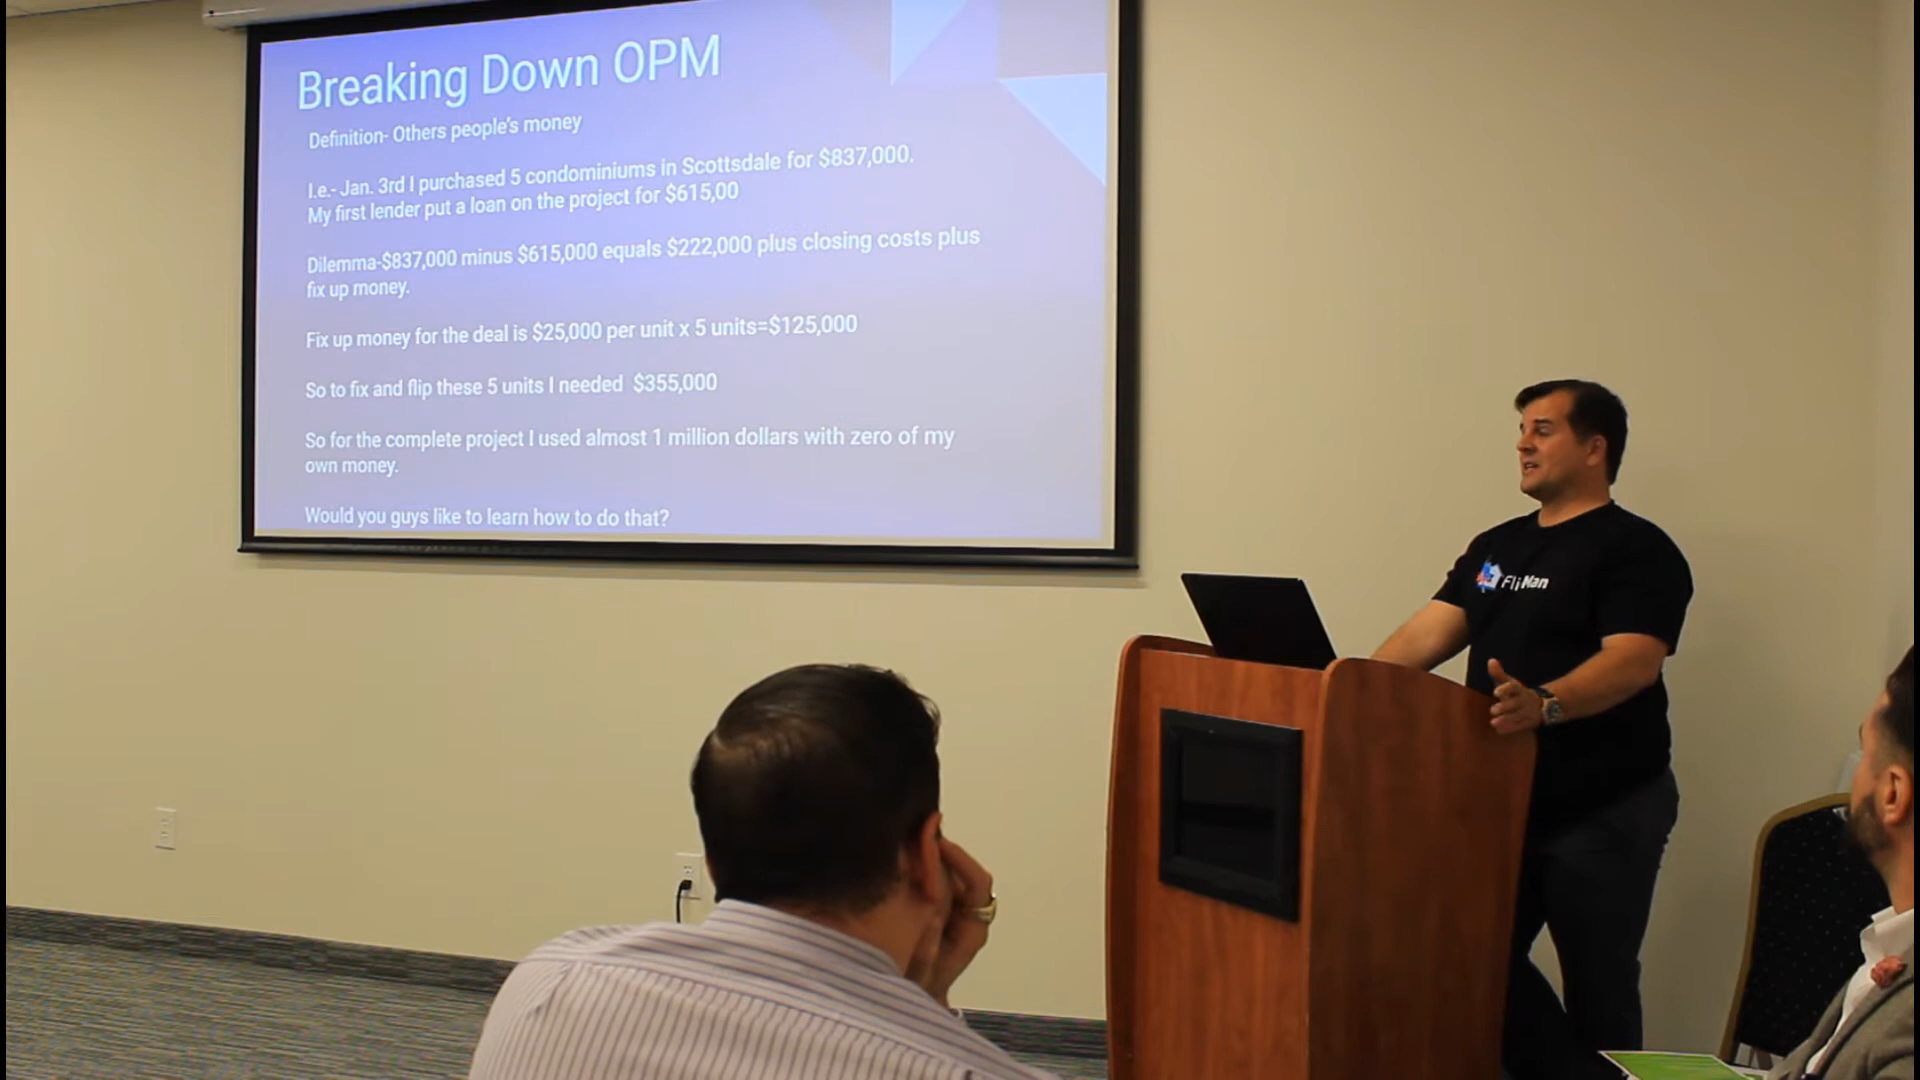 Breaking Down OPM
Definition- Others people's money
I.e.- Jan. 3rd I purchased 5 condominiums in Scottsdale for $837,000.
My first lender put a loan on the project for $615,00
Dilemma-$837,000 minus $615,000 equals $222,000 plus closing costs plus
fix up money.
Fix up money for the deal is $25,000 per unit x 5 units=$125,000
So to fix and flip these 5 units I needed $355,000
So for the complete project I used almost 1 million dollars with zero of my
own money.
Would you guys like to learn how to do that?